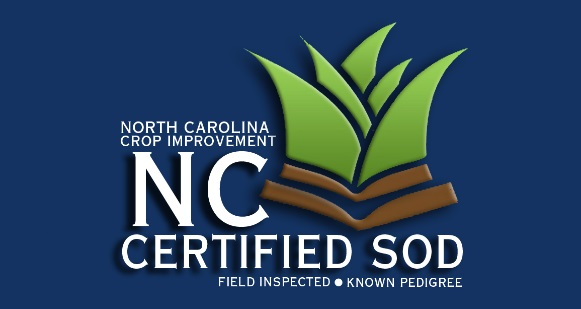 NORTH CAROLINA
CROP IMPROVEMENT
NC
CERTIFIED SOD
FIELD INSPECTED ● KNOWN PEDIGREE